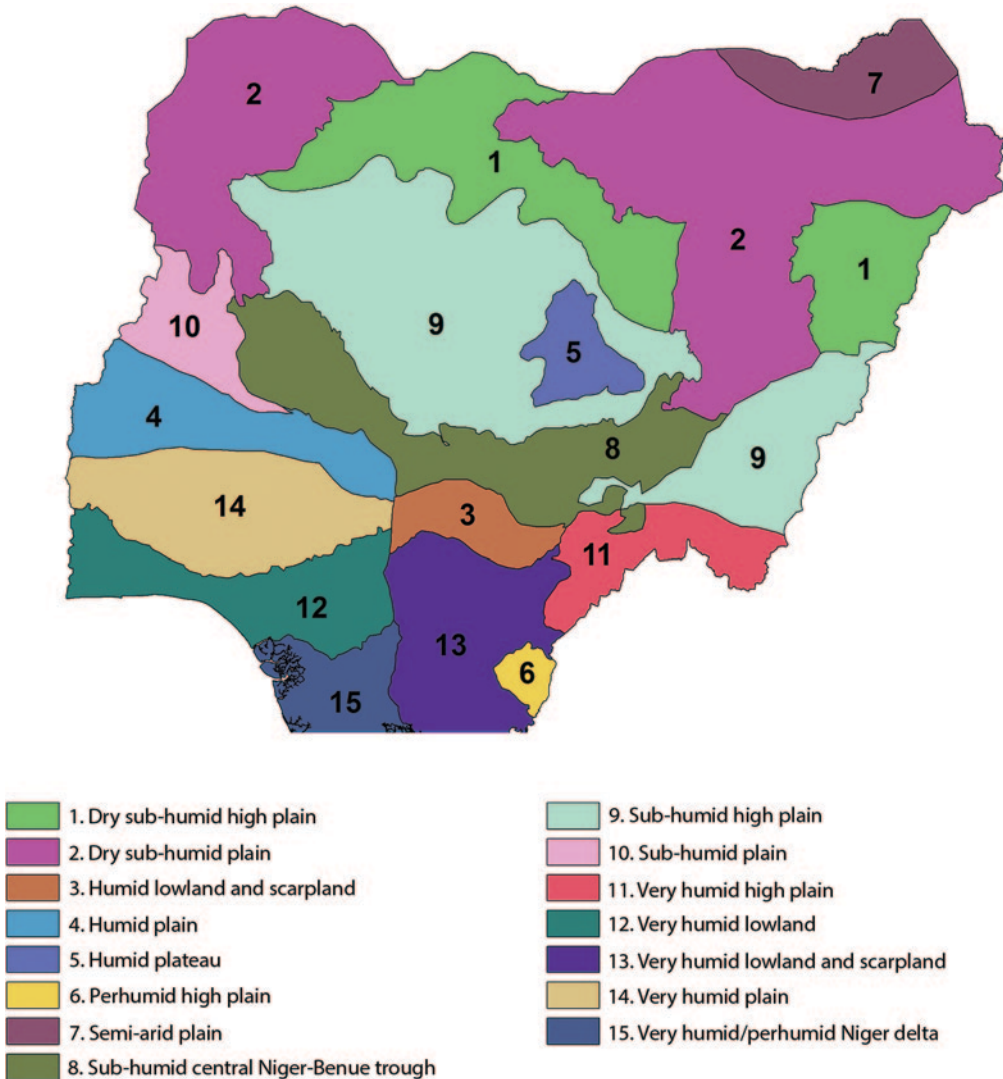 2
7
1
2
1
10
9
5
4
8
9
14
3
11
12
13
6
15
1. Dry sub-humid high plain
2. Dry sub-humid plain
3. Humid lowland and scarpland
4. Humid plain
5. Humid plateau
6. Perhumid high plain
7. Semi-arid plain
8. Sub-humid central Niger-Benue trough
9. Sub-humid high plain
10. Sub-humid plain
11. Very humid high plain
12. Very humid lowland
13. Very humid lowland and scarpland
14. Very humid plain
15. Very humid/perhumid Niger delta